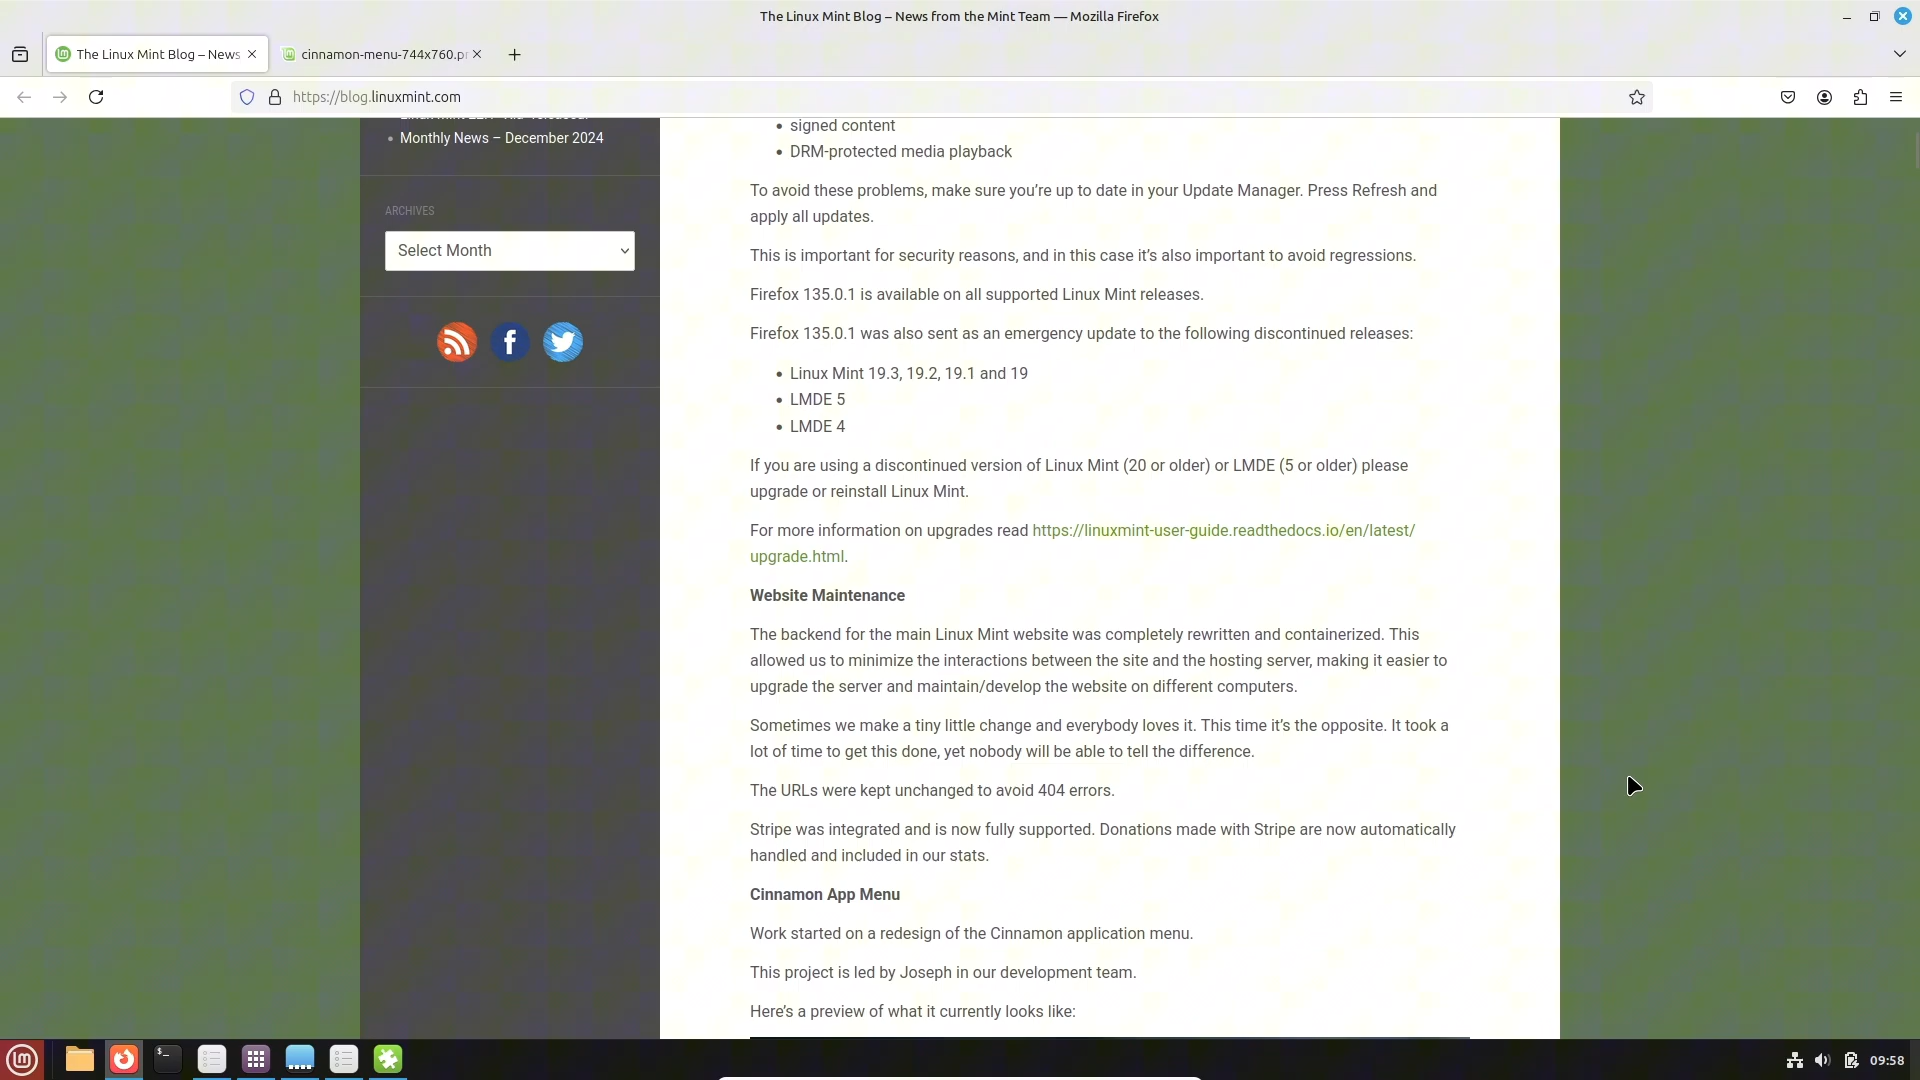 The Linux Mint Blog – News from the Mint Team — Mozilla Firefox
The Linux Mint Blog – News
cinnamon-menu-744x760.p
https://blog.linuxmint.com
Monthly News – December 2024
ARCHIVES
Select Month
signed content
DRM-protected media playback
To avoid these problems, make sure you’re up to date in your Update Manager. Press Refresh and
apply all updates.
This is important for security reasons, and in this case it’s also important to avoid regressions.
Firefox 135.0.1 is available on all supported Linux Mint releases.
Firefox 135.0.1 was also sent as an emergency update to the following discontinued releases:
Linux Mint 19.3, 19.2, 19.1 and 19
LMDE 5
LMDE 4
If you are using a discontinued version of Linux Mint (20 or older) or LMDE (5 or older) please
upgrade or reinstall Linux Mint.
For more information on upgrades read https://linuxmint-user-guide.readthedocs.io/en/latest/
upgrade.html.
Website Maintenance
The backend for the main Linux Mint website was completely rewritten and containerized. This
allowed us to minimize the interactions between the site and the hosting server, making it easier to
upgrade the server and maintain/develop the website on different computers.
Sometimes we make a tiny little change and everybody loves it. This time it’s the opposite. It took a
lot of time to get this done, yet nobody will be able to tell the difference.
The URLs were kept unchanged to avoid 404 errors.
Stripe was integrated and is now fully supported. Donations made with Stripe are now automatically
handled and included in our stats.
Cinnamon App Menu
Work started on a redesign of the Cinnamon application menu.
This project is led by Joseph in our development team.
Here’s a preview of what it currently looks like:
09:58